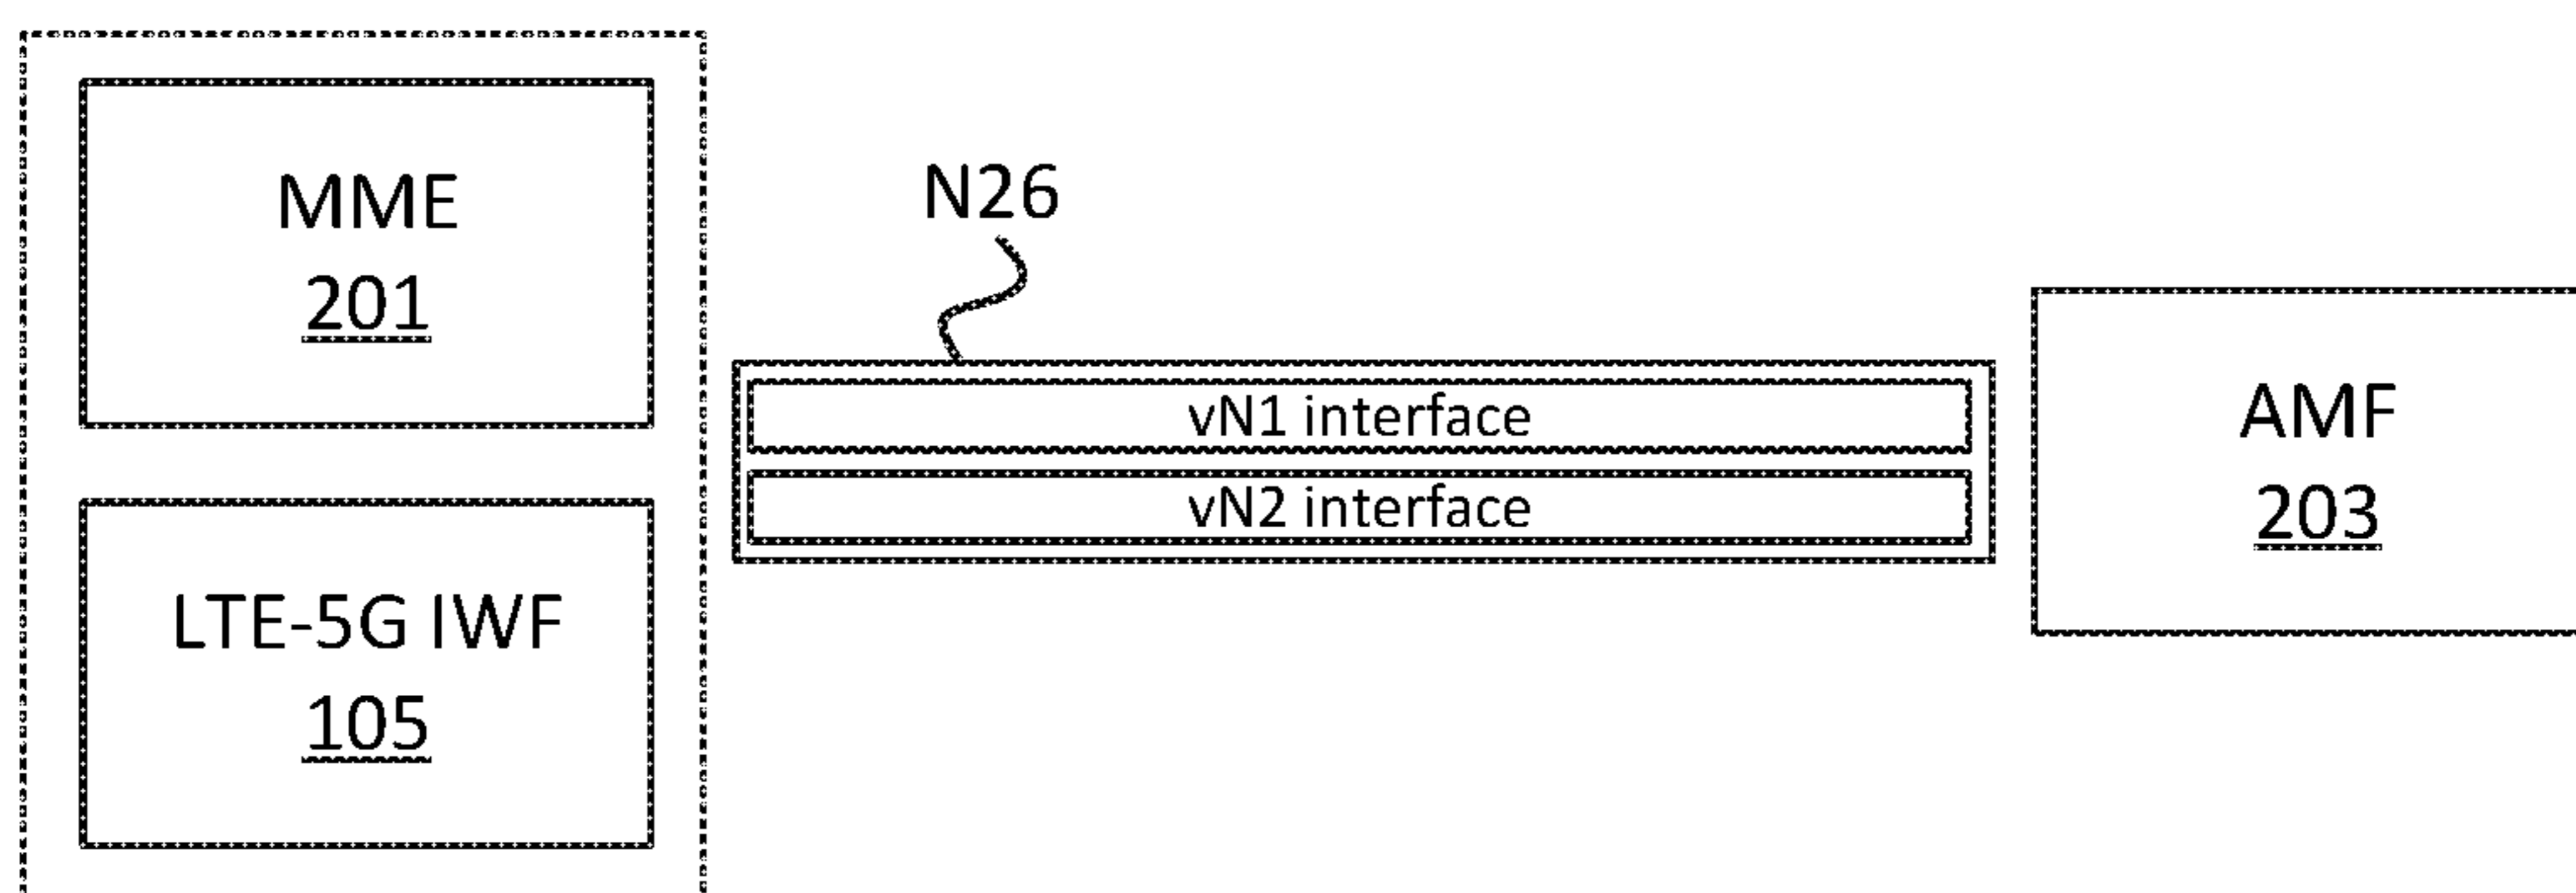 MME
201
LTE-5G IWF
105
N26
vN1 interface
vN2 interface
AMF
203